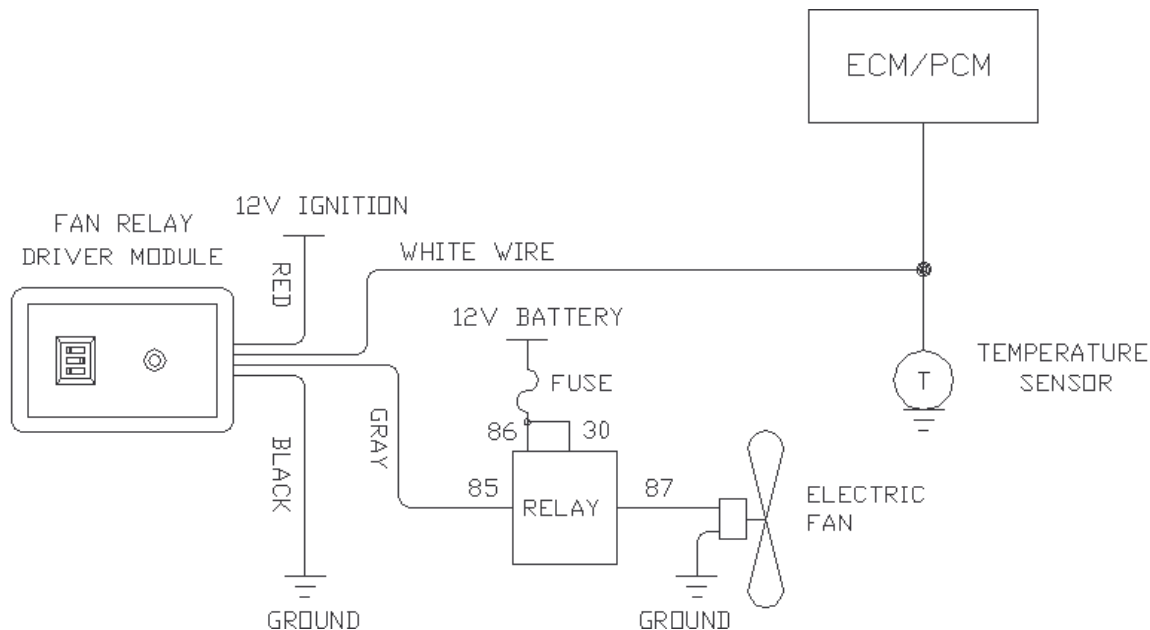 ECM/PCM
12V IGNITION
FAN RELAY
DRIVER MODULE
WHITE WIRE
RED
12V BATTERY
TEMPERATURE
SENSOR
T
FUSE
GRAY
86
30
BLACK
85
87
RELAY
ELECTRIC
FAN
GROUND
GROUND